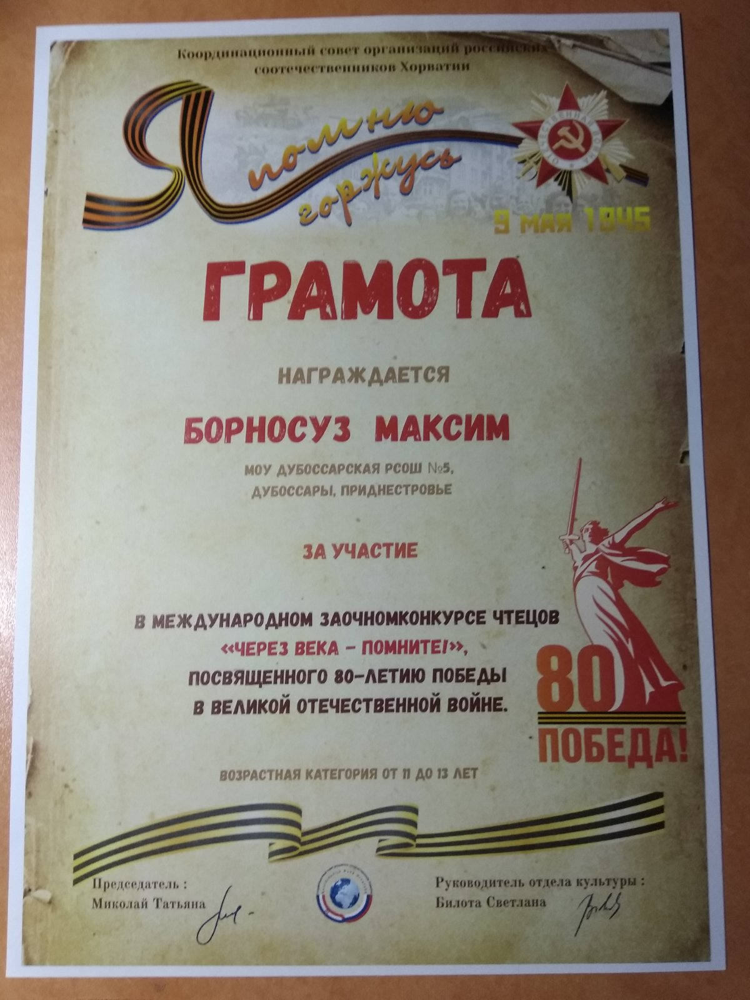 Координационный совет организаций российских
соотечественников Хорватии
Я помню
горжусь
ОТЕЧЕСТВЕННАЯ ВОЙНА
9 МАЯ 1945
ГРАМОТА
НАГРАЖДАЕТСЯ
БОРНОСУЗ МАКСИМ
МОУ ДУБОССАРСКАЯ РСОШ №5,
ДУБОССАРЫ, ПРИДНЕСТРОВЬЕ
ЗА УЧАСТИЕ
В МЕЖДУНАРОДНОМ ЗАОЧНОМКОНКУРСЕ ЧТЕЦОВ
«ЧЕРЕЗ ВЕКА – ПОМНИТЕ!»,
ПОСВЯЩЕННОГО 80-ЛЕТИЮ ПОБЕДЫ
В ВЕЛИКОЙ ОТЕЧЕСТВЕННОЙ ВОЙНЕ.
80
ПОБЕДА!
ВОЗРАСТНАЯ КАТЕГОРИЯ ОТ 11 ДО 13 ЛЕТ
Председатель :
Миколай Татьяна
Руководитель отдела культуры :
Билота Светлана